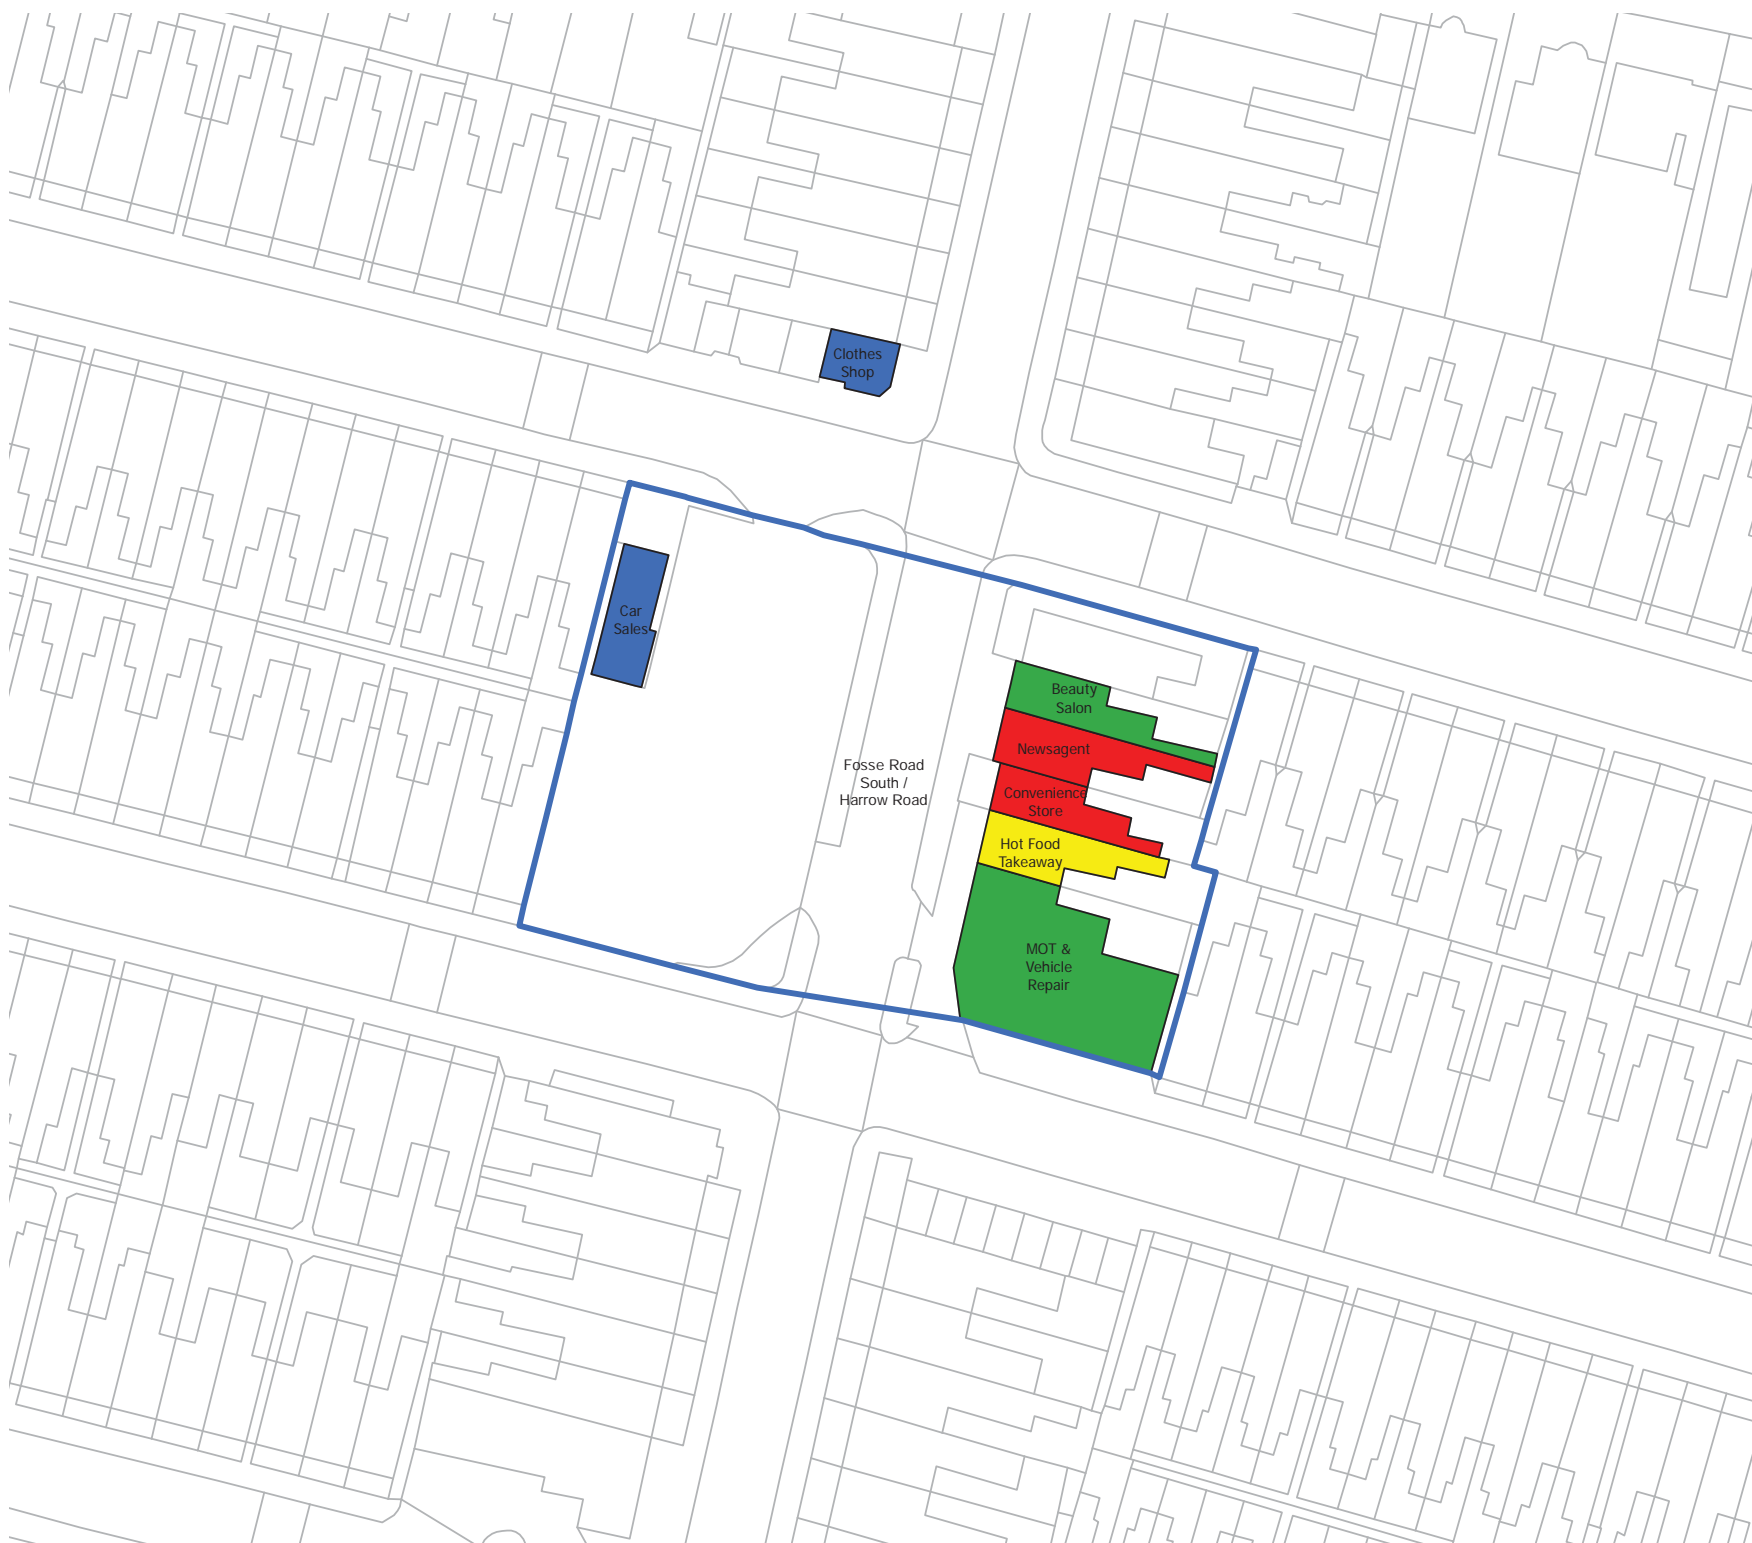 Clothes
Shop
Car
Sales
Beauty
Salon
Newsagent
Fosse Road
South /
Harrow Road
Convenience
Store
Hot Food
Takeaway
MOT &
Vehicle
Repair